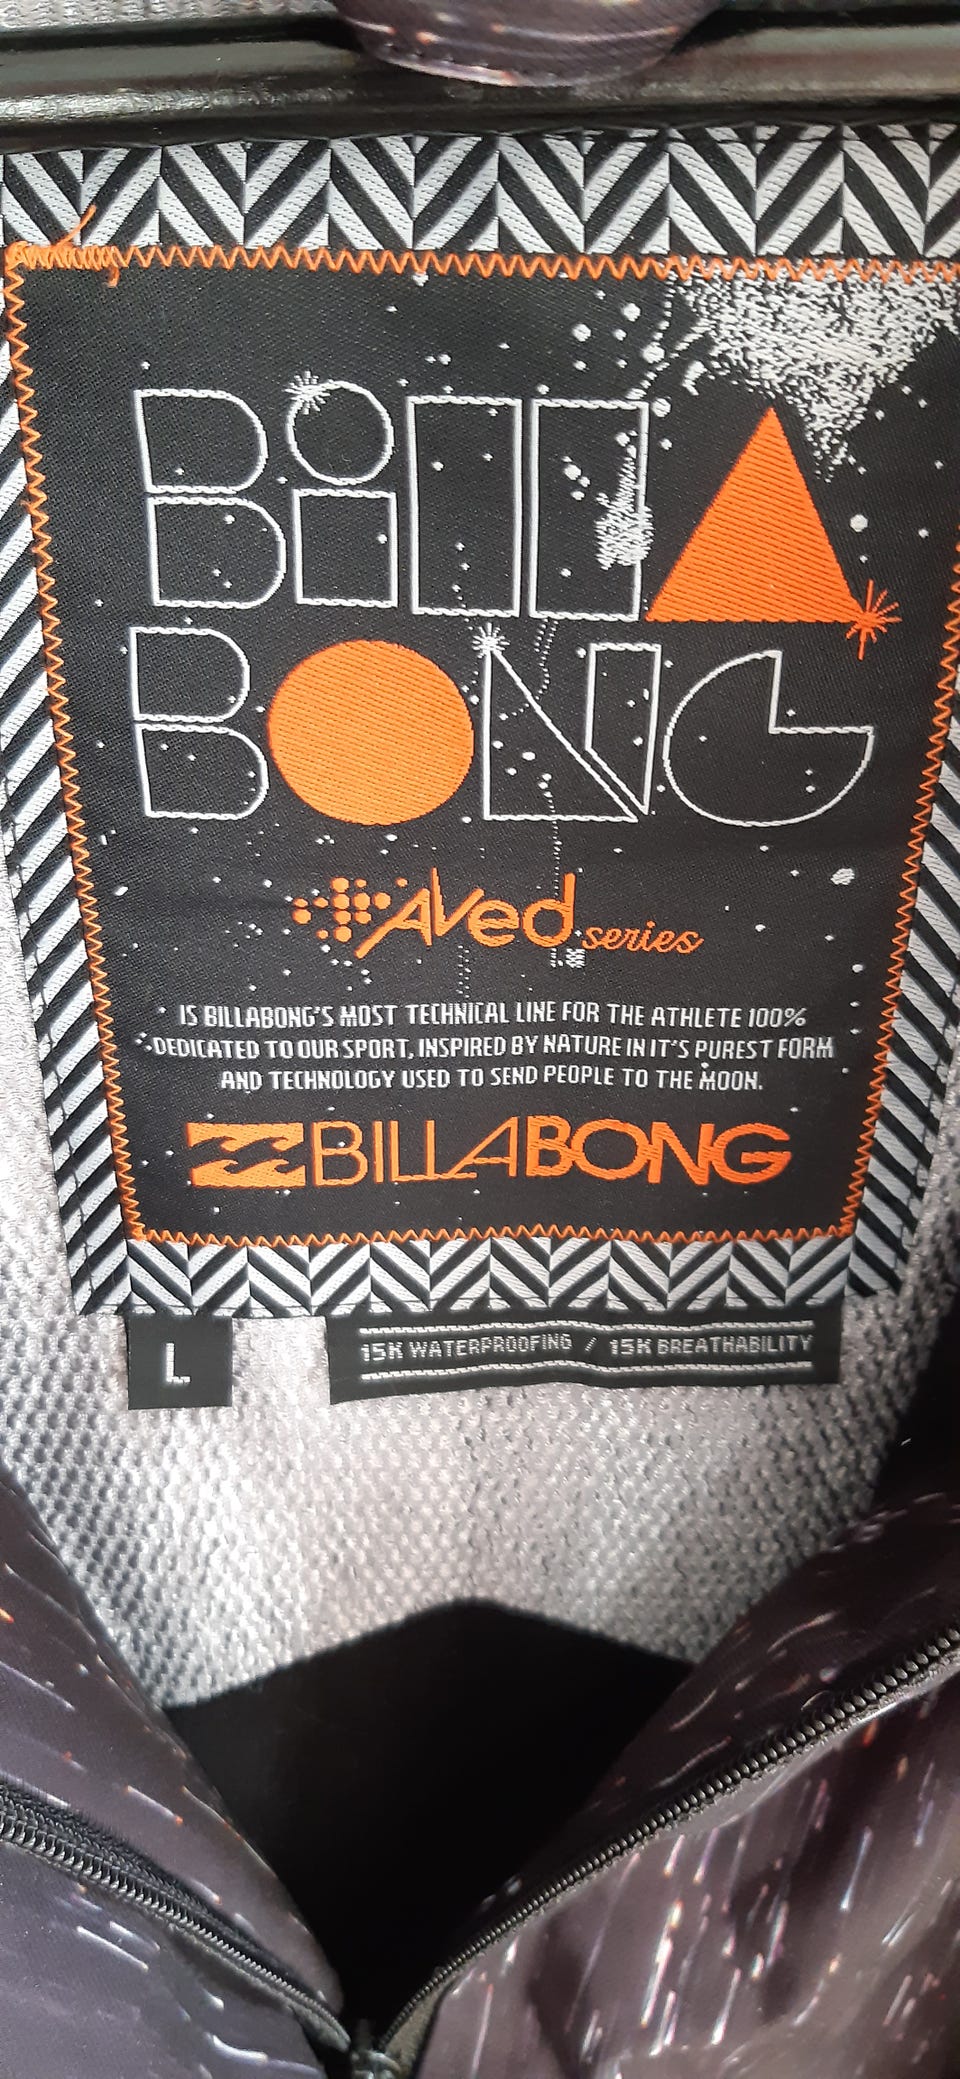 BiLLA
BONG
AVed series
IS BILLABONG'S MOST TECHNICAL LINE FOR THE ATHLETE 100%
DEDICATED TO OUR SPORT, INSPIRED BY NATURE IN IT'S PUREST FORM
AND TECHNOLOGY USED TO SEND PEOPLE TO THE MOON.
BILLABONG
L
15K WATERPROOFING / 15K BREATHABILITY